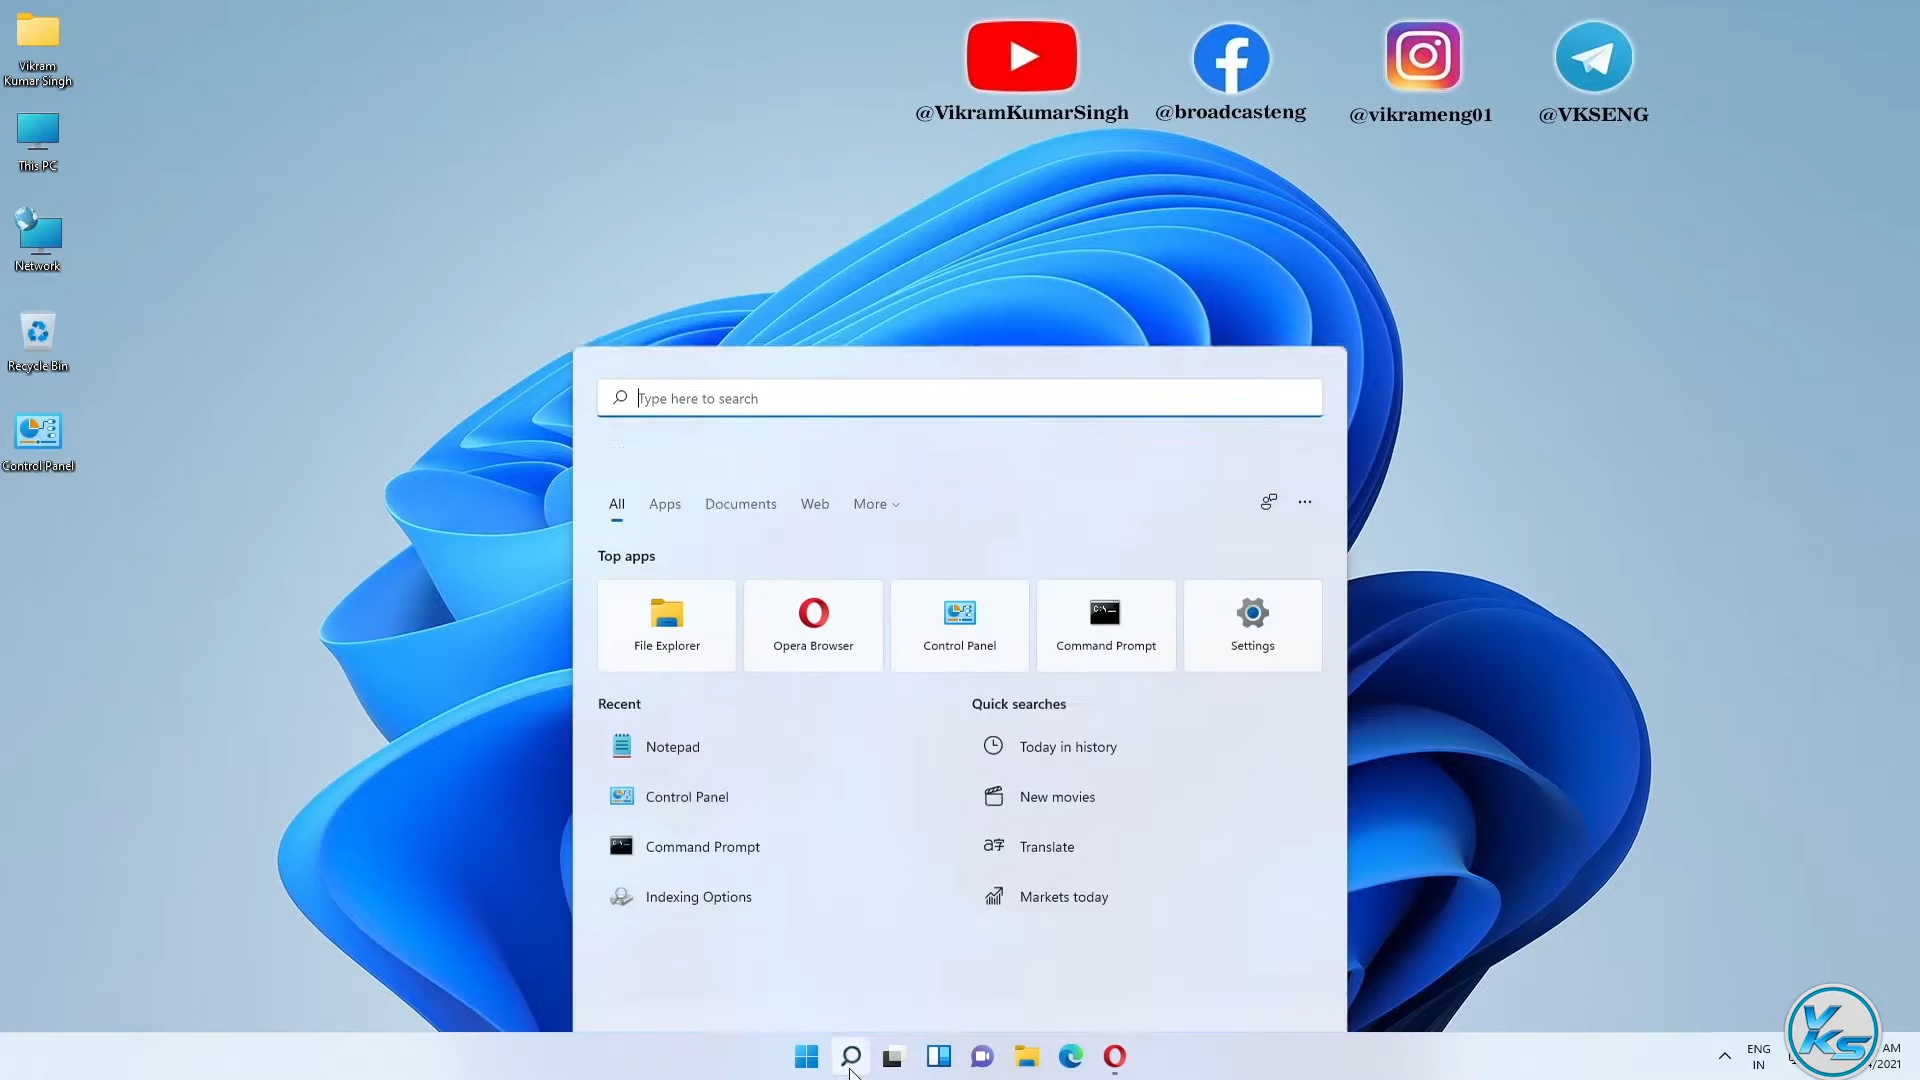 Vikram
Kumar Singh
This PC
Network
Recycle Bin
Control Panel
@VikramKumarSingh
@broadcasteng
@vikrameng01
@VKSENG
Type here to search
All
Apps
Documents
Web
More
Top apps
File Explorer
Opera Browser
Control Panel
Command Prompt
Settings
Recent
Quick searches
Notepad
Today in history
Control Panel
New movies
Command Prompt
Translate
Indexing Options
Markets today
ENG
IN
VKS
AM
/2021